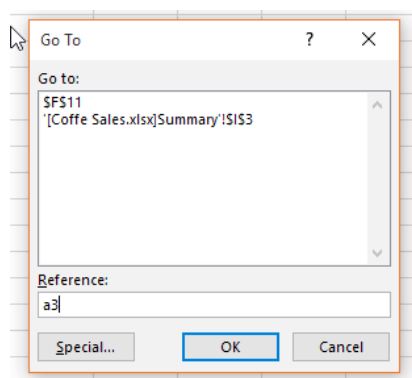 Go To ?
Go to:
$F$11
'[Coffe Sales.xlsx]Summary'!$I$3
Reference:
a3
Special... OK Cancel